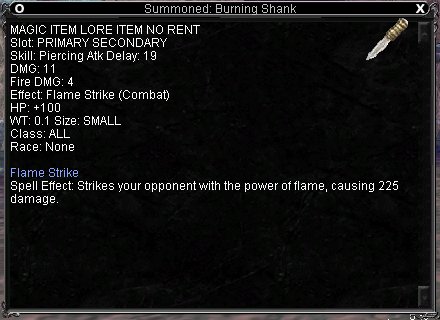 Summoned: Burning Shank
MAGIC ITEM LORE ITEM NO RENT
Slot: PRIMARY SECONDARY
Skill: Piercing Atk Delay: 19
DMG: 11
Fire DMG: 4
Effect: Flame Strike (Combat)
HP: +100
WT: 0.1 Size: SMALL
Class: ALL
Race: None
Flame Strike
Spell Effect: Strikes your opponent with the power of flame, causing 225
damage.